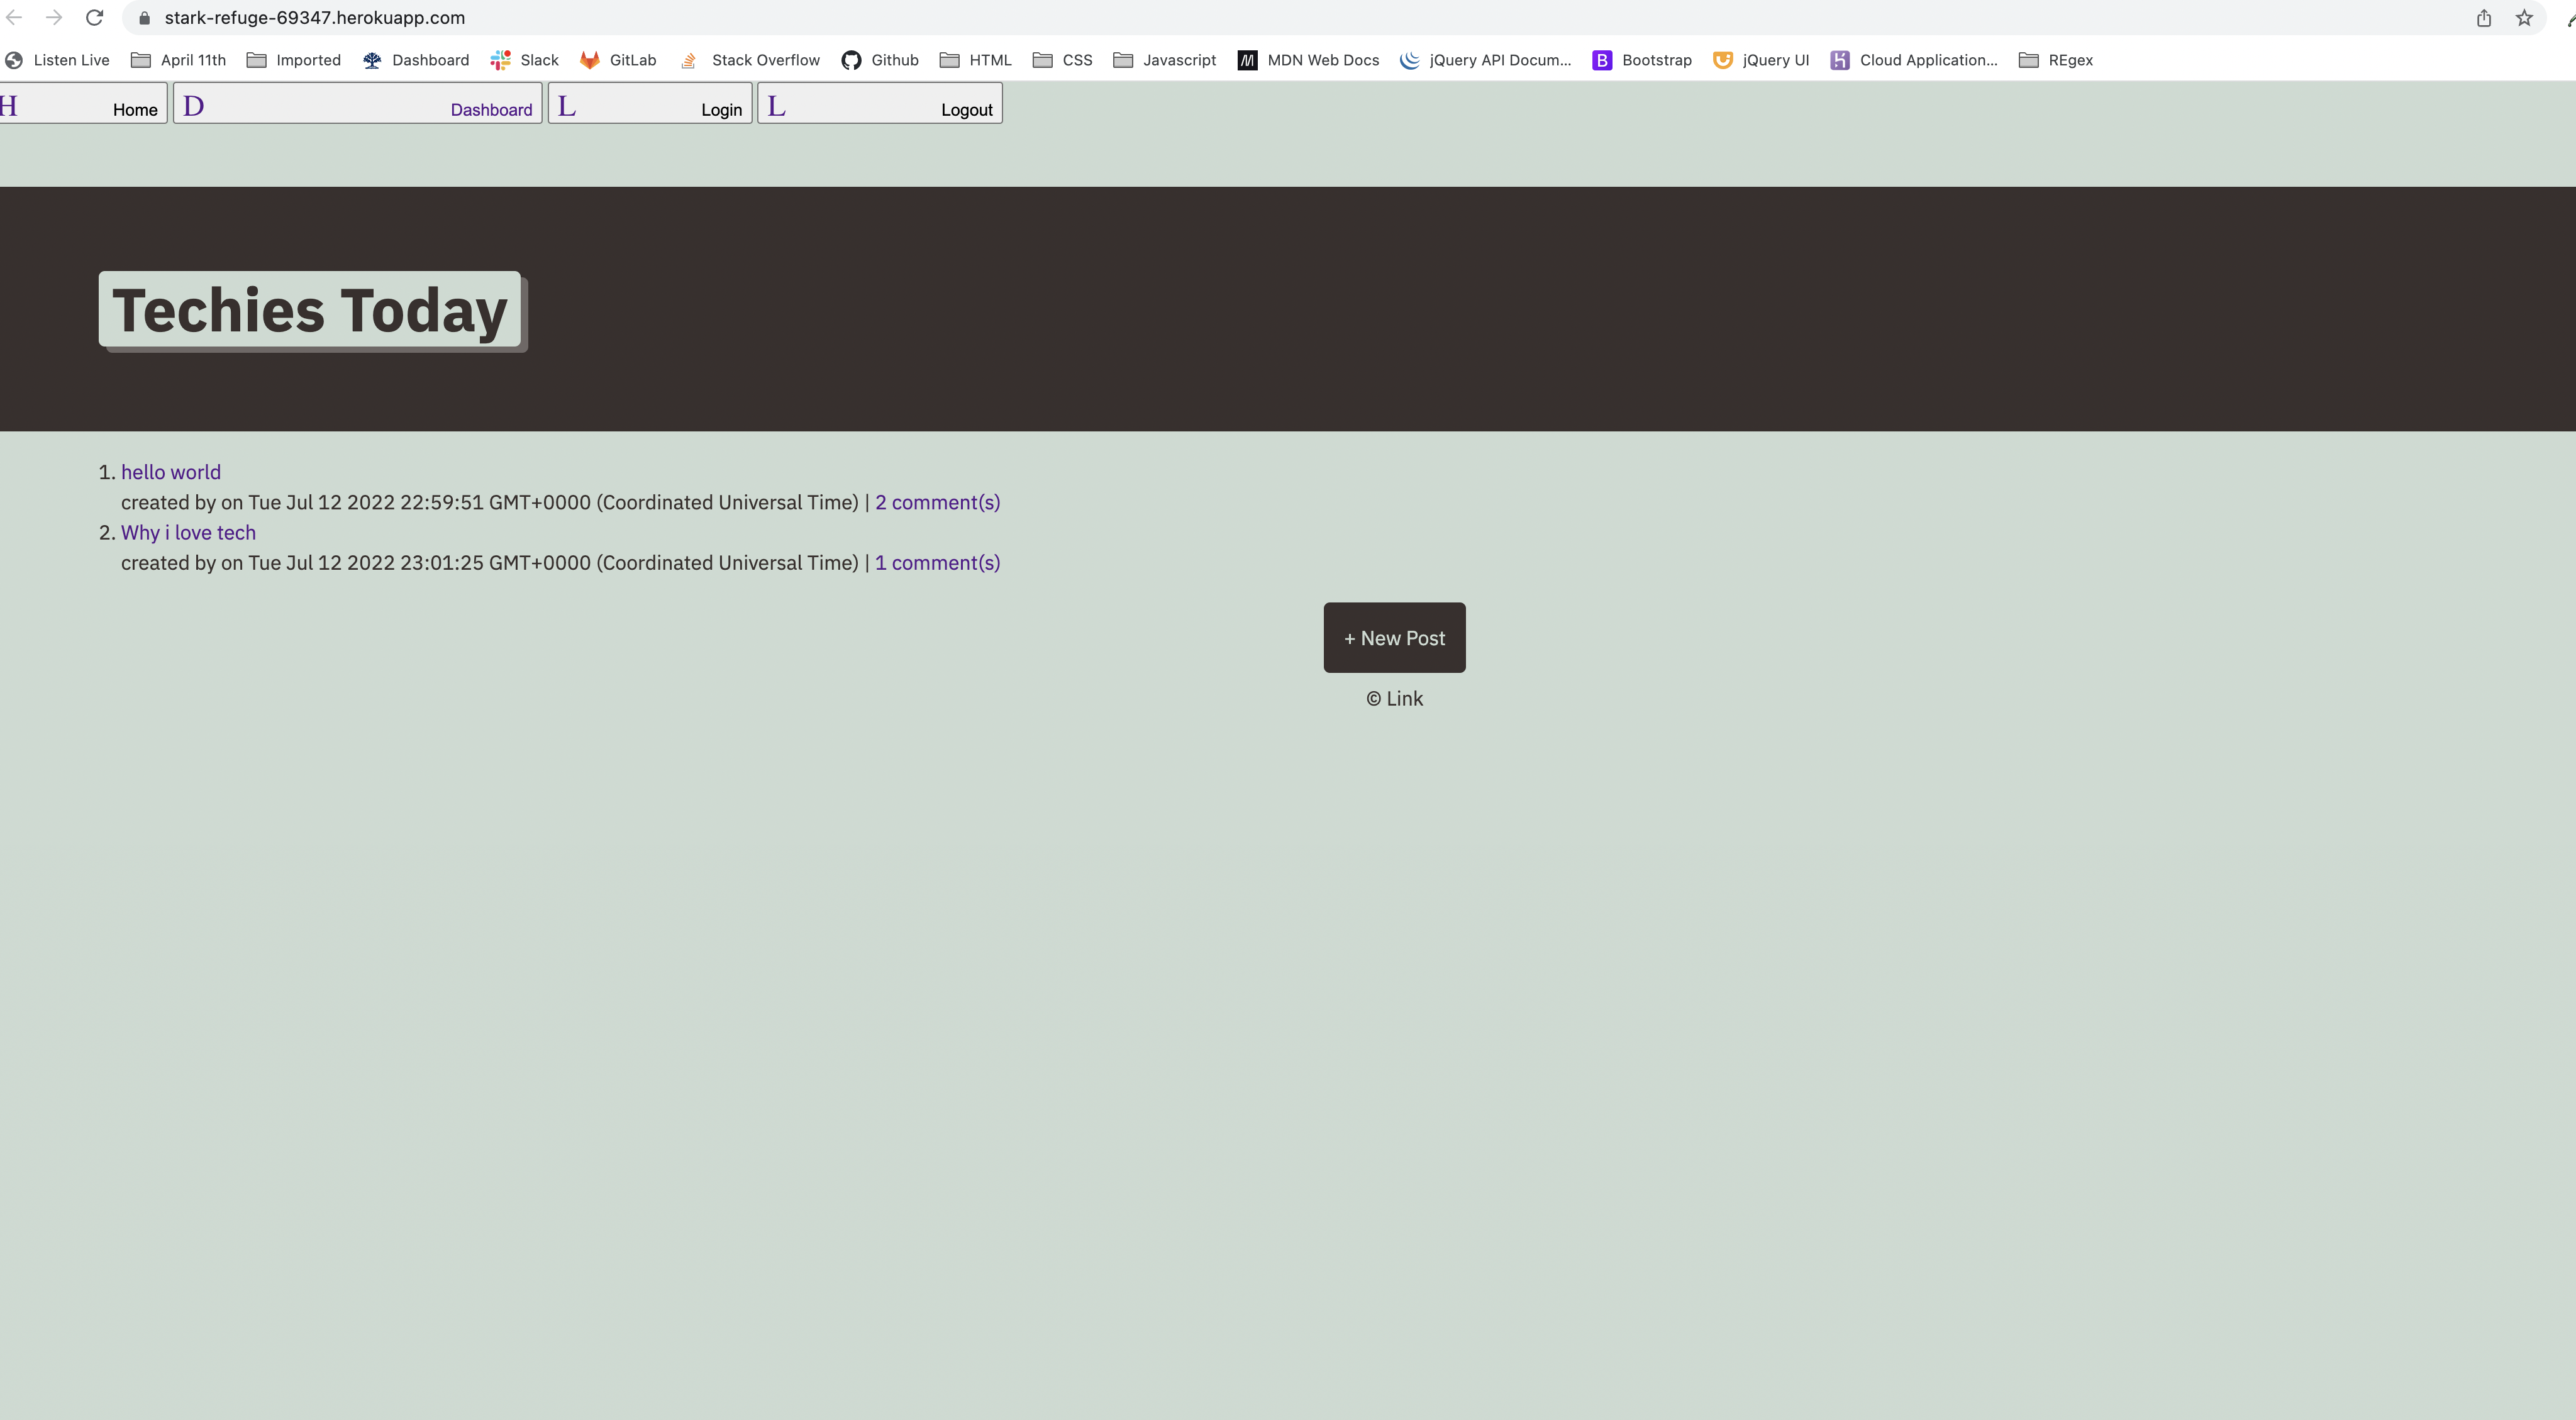 stark-refuge-69347.herokuapp.com
Listen Live April 11th Imported Dashboard Slack GitLab Stack Overflow Github HTML CSS Javascript MDN Web Docs jQuery API Docum... Bootstrap jQuery UI Cloud Application... REgex
H Home D Dashboard L Login L Logout
Techies Today
1. hello world
created by on Tue Jul 12 2022 22:59:51 GMT+0000 (Coordinated Universal Time) | 2 comment(s)
2. Why i love tech
created by on Tue Jul 12 2022 23:01:25 GMT+0000 (Coordinated Universal Time) | 1 comment(s)
+ New Post
© Link